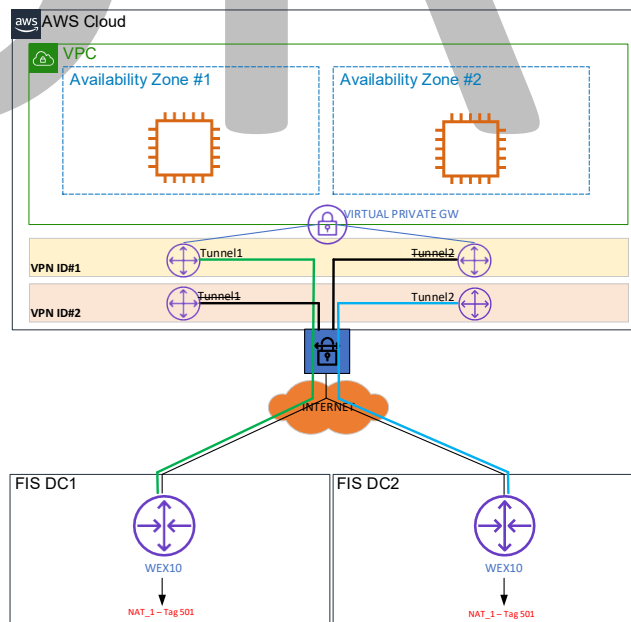 aws
AWS Cloud
VPC
Availability Zone #1
Availability Zone #2
VIRTUAL PRIVATE GW
Tunnel1
Tunnel2
VPN ID#1
Tunnel1
Tunnel2
VPN ID#2
INTERNET
FIS DC1
FIS DC2
WEX10
WEX10
NAT_1 – Tag 501
NAT_1 – Tag 501